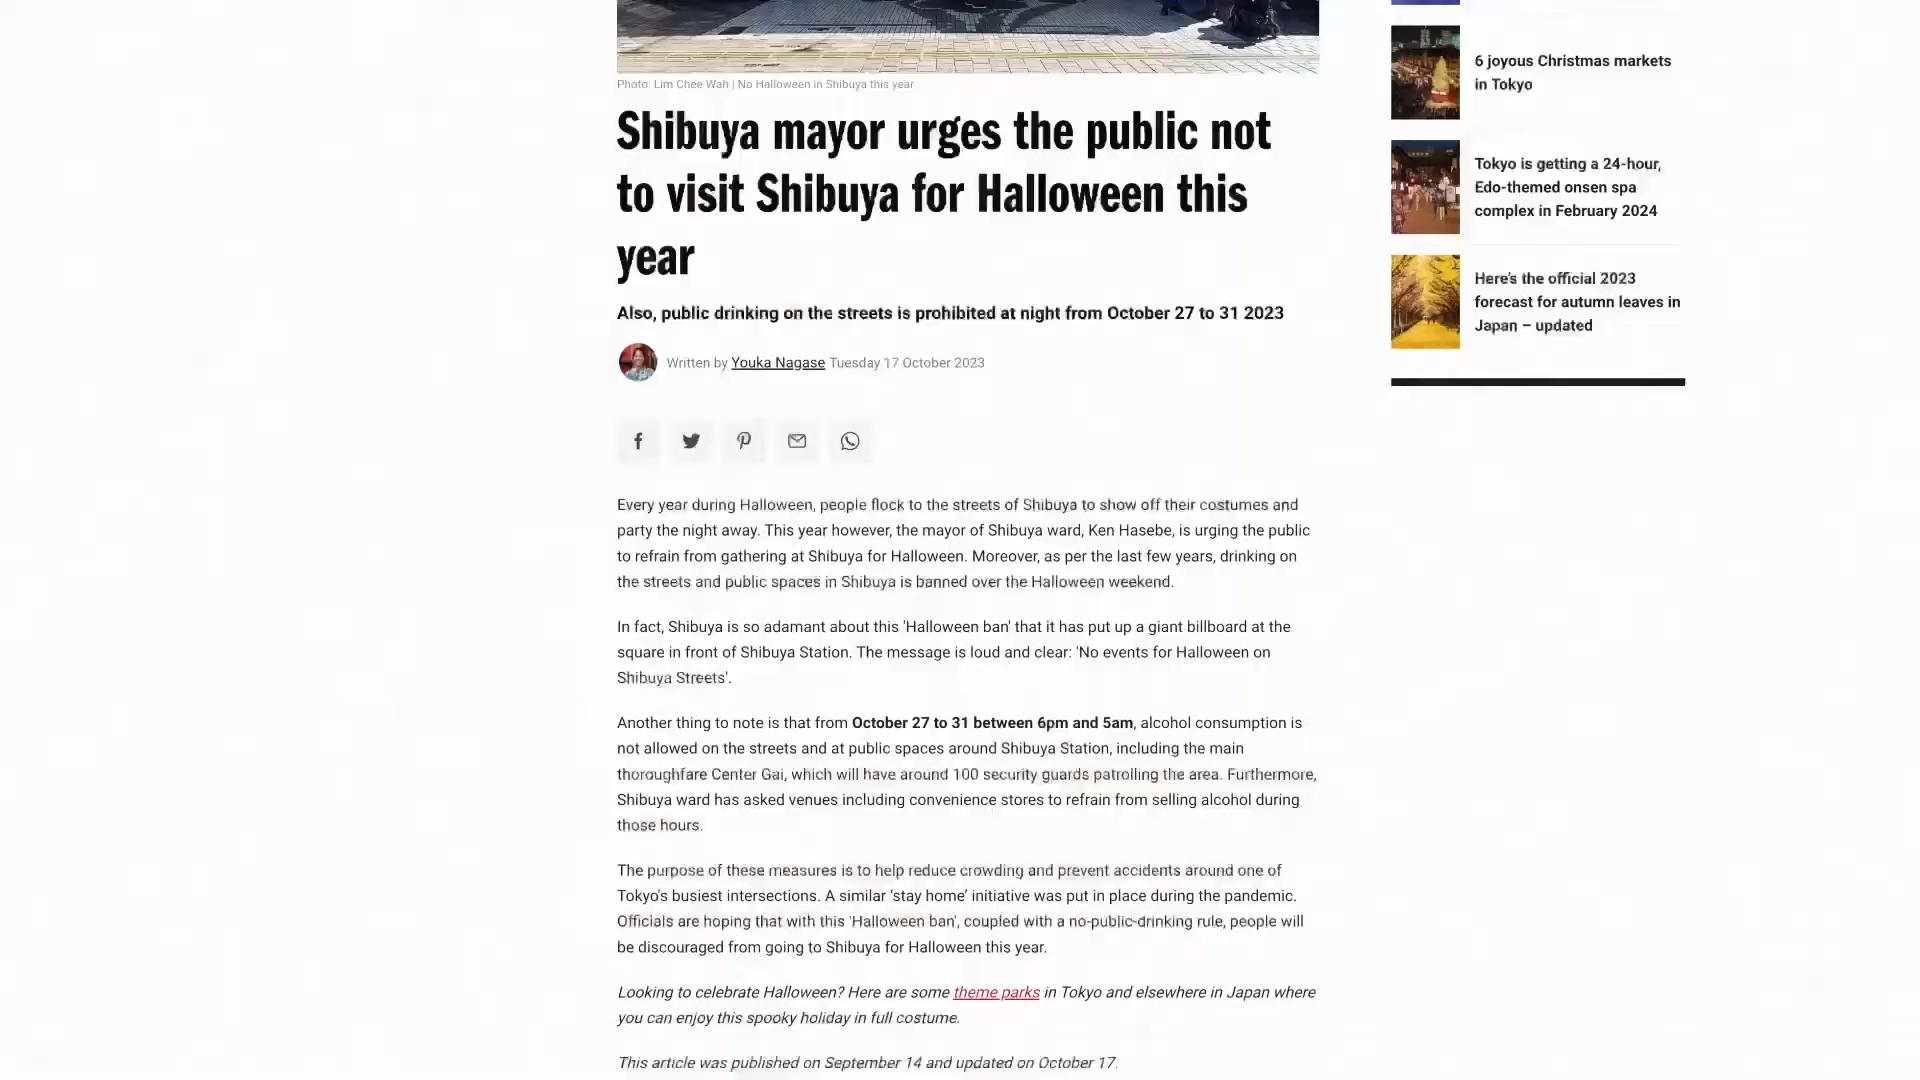 Photo: Lim Chee Wah | No Halloween in Shibuya this year
Shibuya mayor urges the public not
to visit Shibuya for Halloween this
year
Also, public drinking on the streets is prohibited at night from October 27 to 31 2023
Written by Youka Nagase Tuesday 17 October 2023
Every year during Halloween, people flock to the streets of Shibuya to show off their costumes and
party the night away. This year however, the mayor of Shibuya ward, Ken Hasebe, is urging the public
to refrain from gathering at Shibuya for Halloween. Moreover, as per the last few years, drinking on
the streets and public spaces in Shibuya is banned over the Halloween weekend.
In fact, Shibuya is so adamant about this 'Halloween ban' that it has put up a giant billboard at the
square in front of Shibuya Station. The message is loud and clear: 'No events for Halloween on
Shibuya Streets'.
Another thing to note is that from October 27 to 31 between 6pm and 5am, alcohol consumption is
not allowed on the streets and at public spaces around Shibuya Station, including the main
thoroughfare Center Gai, which will have around 100 security guards patrolling the area. Furthermore,
Shibuya ward has asked venues including convenience stores to refrain from selling alcohol during
those hours.
The purpose of these measures is to help reduce crowding and prevent accidents around one of
Tokyo's busiest intersections. A similar ‘stay home’ initiative was put in place during the pandemic.
Officials are hoping that with this 'Halloween ban', coupled with a no-public-drinking rule, people will
be discouraged from going to Shibuya for Halloween this year.
Looking to celebrate Halloween? Here are some theme parks in Tokyo and elsewhere in Japan where
you can enjoy this spooky holiday in full costume.
This article was published on September 14 and updated on October 17.
6 joyous Christmas markets
in Tokyo
Tokyo is getting a 24-hour,
Edo-themed onsen spa
complex in February 2024
Here's the official 2023
forecast for autumn leaves in
Japan – updated